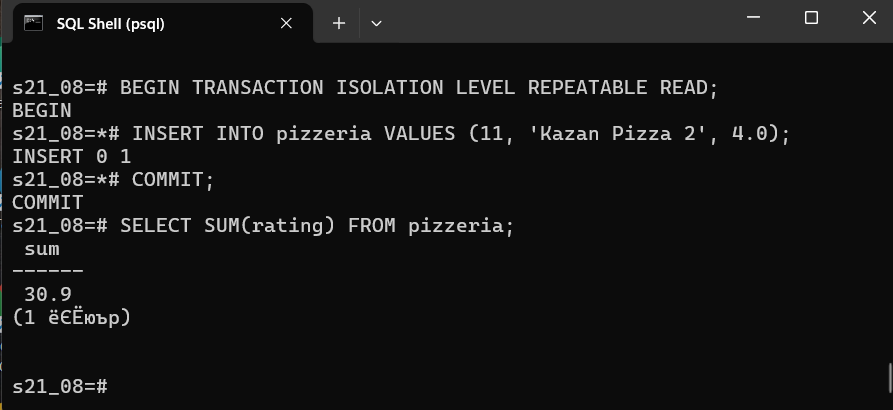 SQL Shell (psql)
s21_08=# BEGIN TRANSACTION ISOLATION LEVEL REPEATABLE READ;
BEGIN
s21_08=*# INSERT INTO pizzeria VALUES (11, 'Kazan Pizza 2', 4.0);
INSERT 0 1
s21_08=*# COMMIT;
COMMIT
s21_08=# SELECT SUM(rating) FROM pizzeria;
sum
------
30.9
(1 ёЄЁюър)
s21_08=#